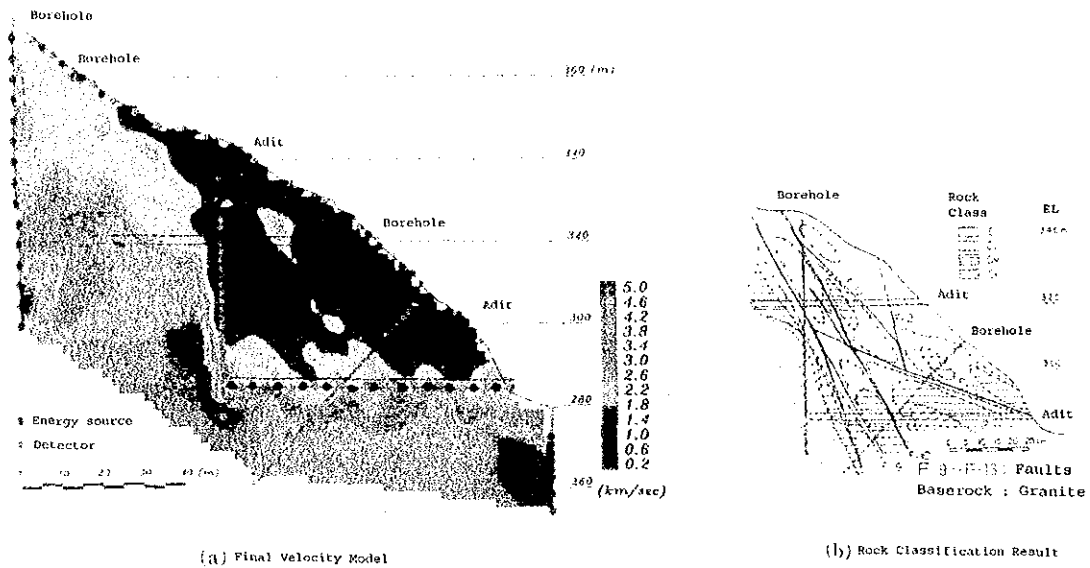 Borehole
Borehole
360 (m)
Adit
340
Borehole
Adit
300
280
5.0
4.6
4.2
3.8
3.4
3.0
2.6
2.2
1.8
1.4
1.0
0.6
0.2
(km/sec)
Energy source
Detector
(a) Final Velocity Model
Borehole
Rock
Class
EL
Adit
Borehole
Adit
Faults
Baserock : Granite
(b) Rock Classification Result